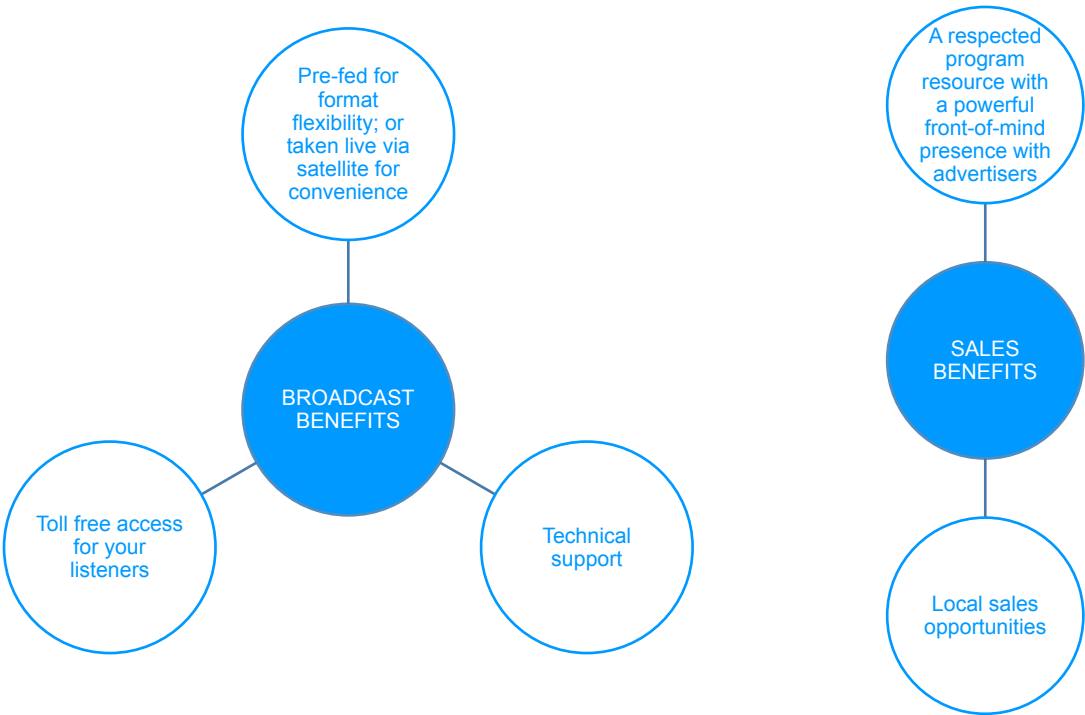 Pre-fed for
format
flexibility; or
taken live via
satellite for
convenience
BROADCAST
BENEFITS
Toll free access
for your
listeners
Technical
support
A respected
program
resource with
a powerful
front-of-mind
presence with
advertisers
SALES
BENEFITS
Local sales
opportunities